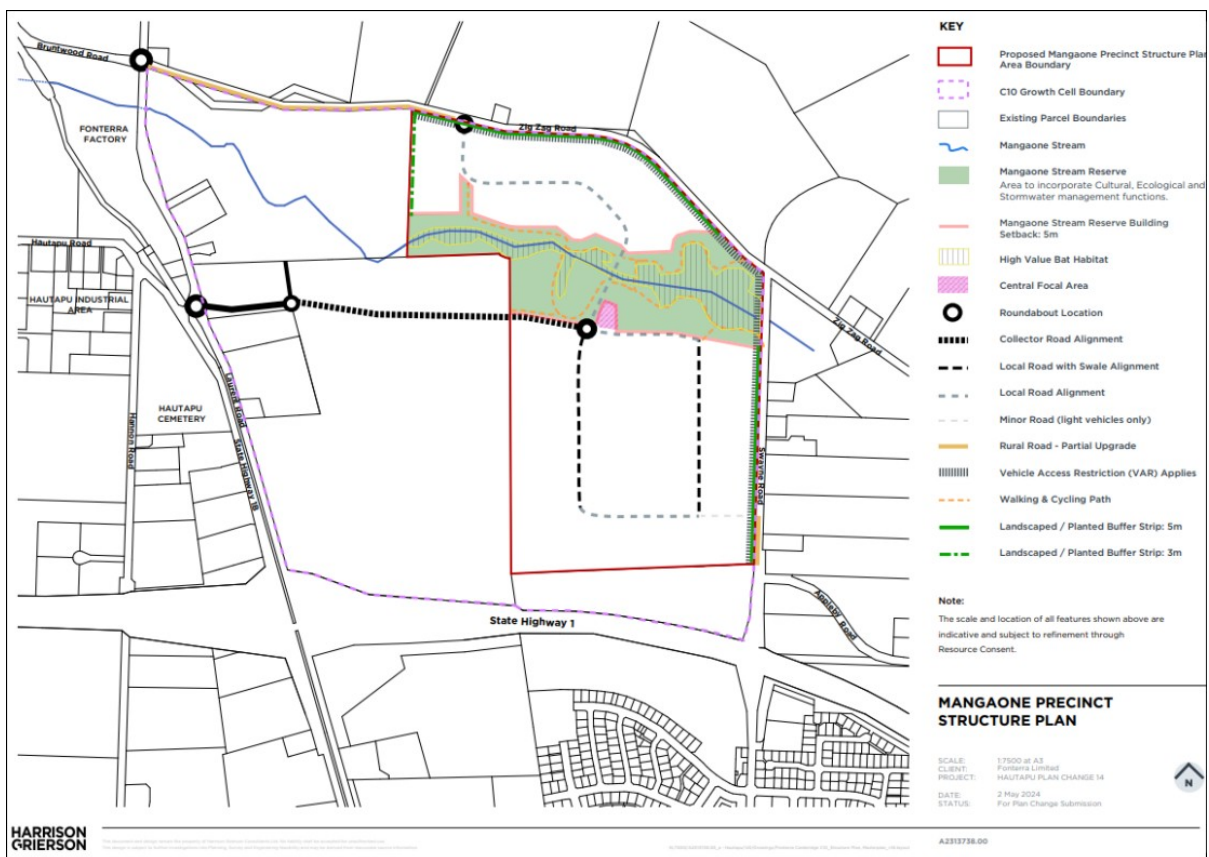 Bruntwood Road
FONTERRA
FACTORY
Zig Zag Road
Hautapu Road
HAUTAPU INDUSTRIAL
AREA
Zig Zag Road
HAUTAPU
CEMETERY
Hannon Road
Laurent Road
State Highway 1B
Swayne Road
State Highway 1
Appleby Road
KEY
Proposed Mangaone Precinct Structure Plan
Area Boundary
C10 Growth Cell Boundary
Existing Parcel Boundaries
Mangaone Stream
Mangaone Stream Reserve
Area to incorporate Cultural, Ecological and
Stormwater management functions.
Mangaone Stream Reserve Building
Setback: 5m
High Value Bat Habitat
Central Focal Area
Roundabout Location
Collector Road Alignment
Local Road with Swale Alignment
Local Road Alignment
Minor Road (light vehicles only)
Rural Road - Partial Upgrade
Vehicle Access Restriction (VAR) Applies
Walking & Cycling Path
Landscaped / Planted Buffer Strip: 5m
Landscaped / Planted Buffer Strip: 3m
Note:
The scale and location of all features shown above are
indicative and subject to refinement through
Resource Consent.
MANGAONE PRECINCT
STRUCTURE PLAN
SCALE: 1:7500 at A3
CLIENT: Fonterra Limited
PROJECT: HAUTAPU PLAN CHANGE 14
DATE: 2 May 2024
STATUS: For Plan Change Submission
N
HARRISON
GRIERSON
A2313738.00